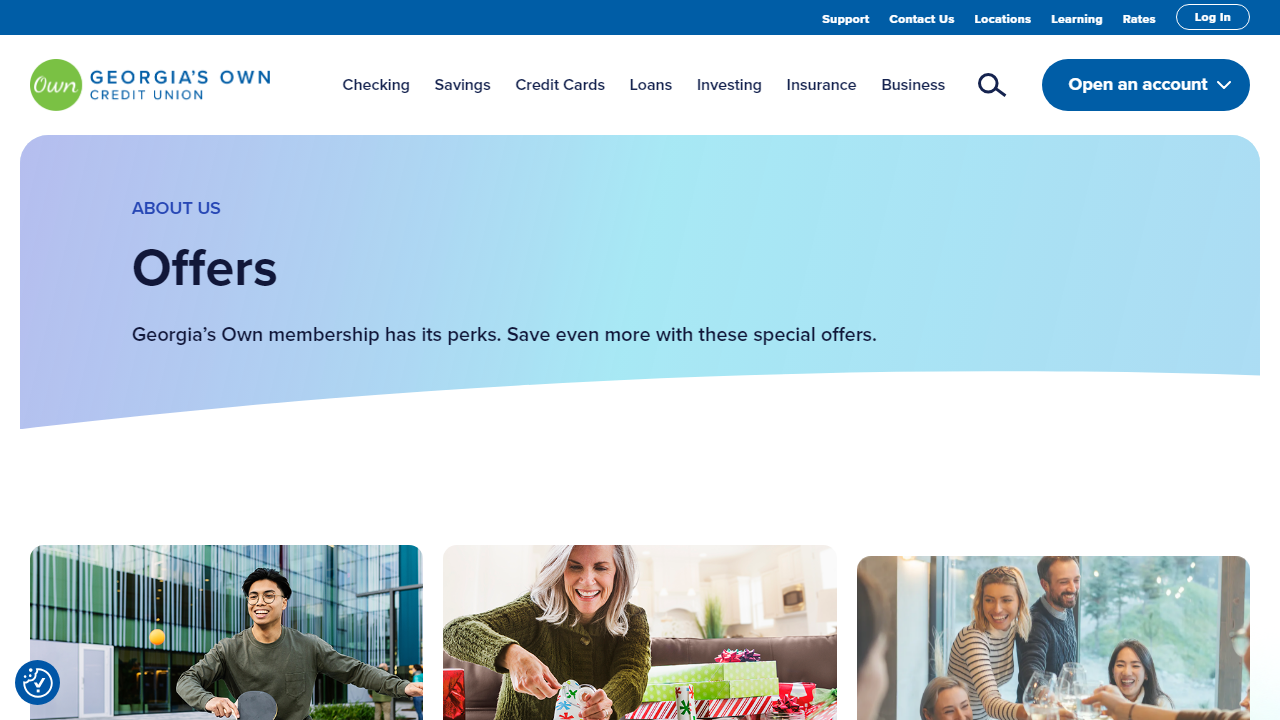 Support Contact Us Locations Learning Rates Log In
Own GEORGIA'S OWN
CREDIT UNION
Checking Savings Credit Cards Loans Investing Insurance Business Open an account
ABOUT US
Offers
Georgia’s Own membership has its perks. Save even more with these special offers.